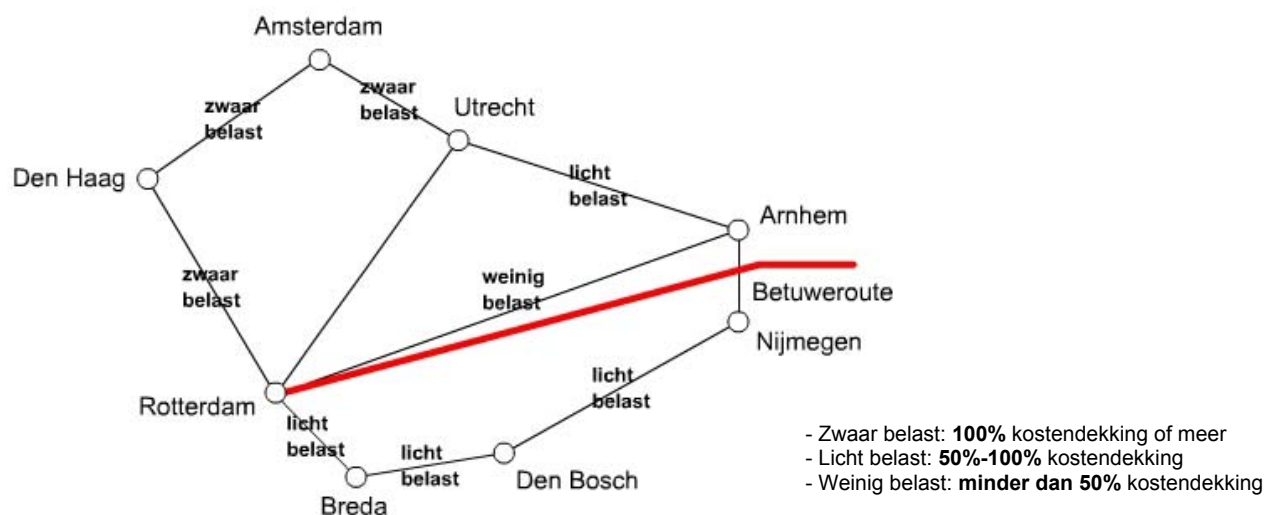 Amsterdam
zwaar
belast
Utrecht
zwaar
belast
Den Haag
licht
belast
Arnhem
zwaar
belast
weinig
belast
Betuweroute
Nijmegen
licht
belast
Rotterdam
licht
belast
licht
belast
Den Bosch
Breda
- Zwaar belast: 100% kostendekking of meer
- Licht belast: 50%-100% kostendekking
- Weinig belast: minder dan 50% kostendekking